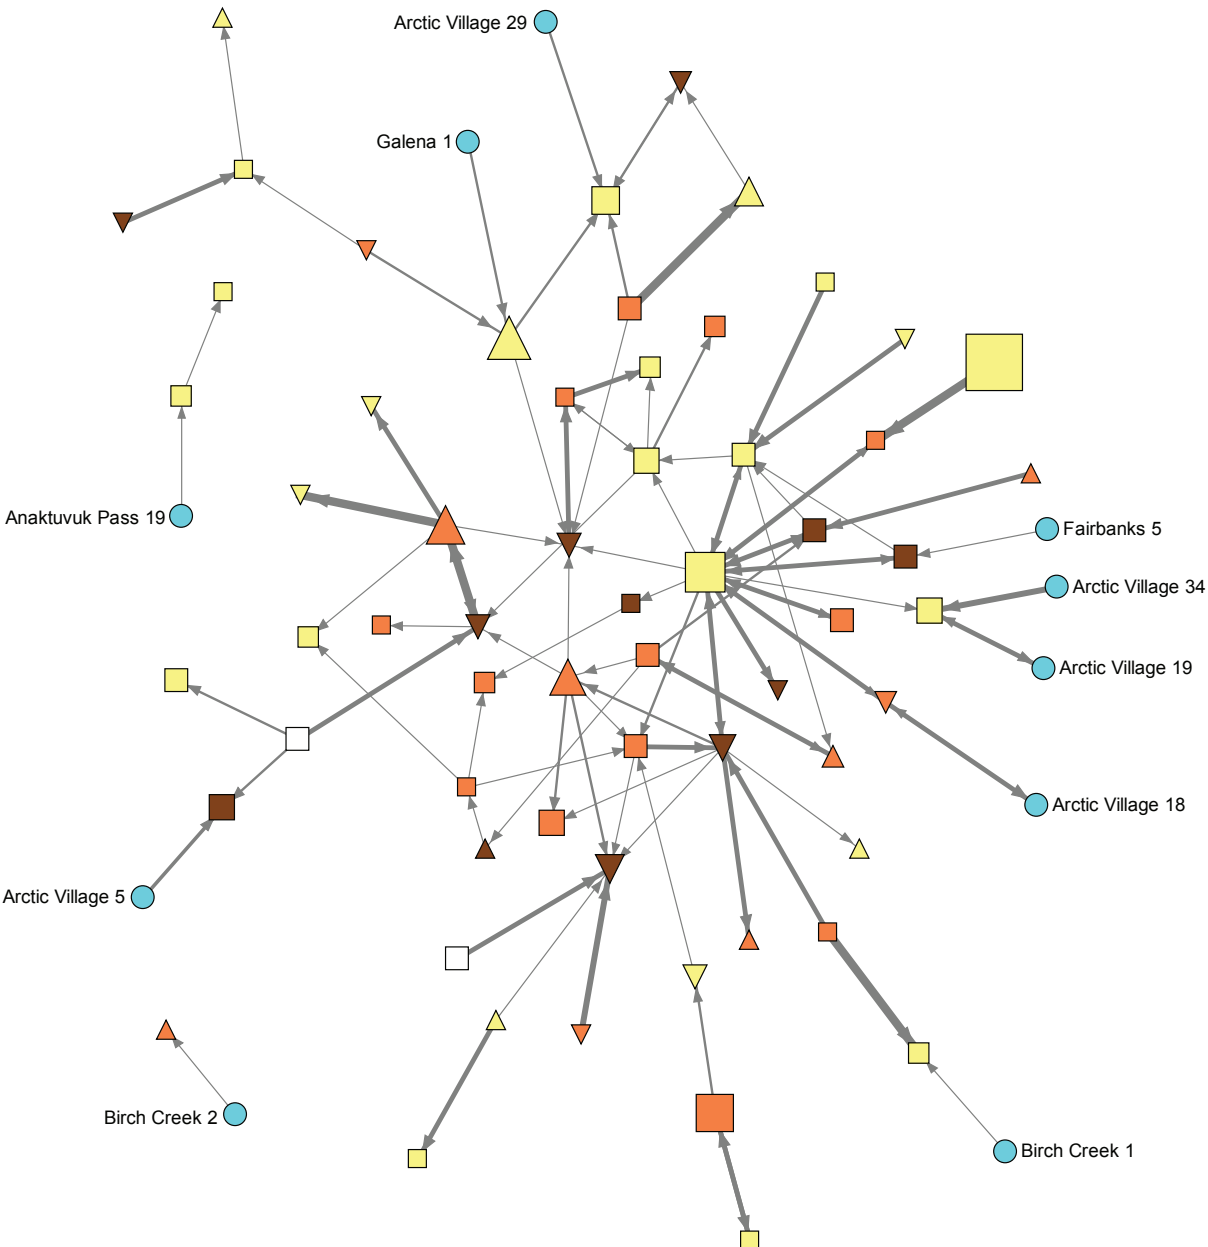 Arctic Village 29
Galena 1
Anaktuvuk Pass 19
Fairbanks 5
Arctic Village 34
Arctic Village 19
Arctic Village 18
Arctic Village 5
Birch Creek 2
Birch Creek 1